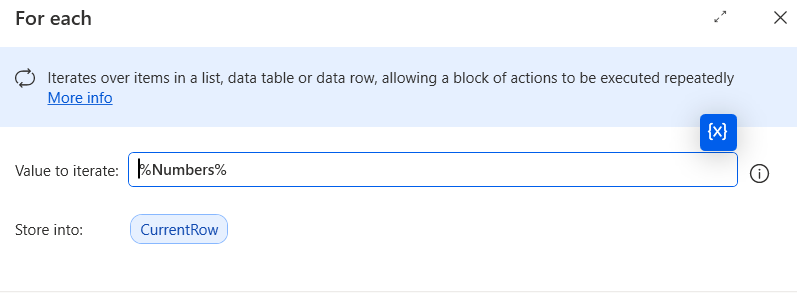 For each
Iterates over items in a list, data table or data row, allowing a block of actions to be executed repeatedly
More info
{x}
Value to iterate: %Numbers%
Store into: CurrentRow